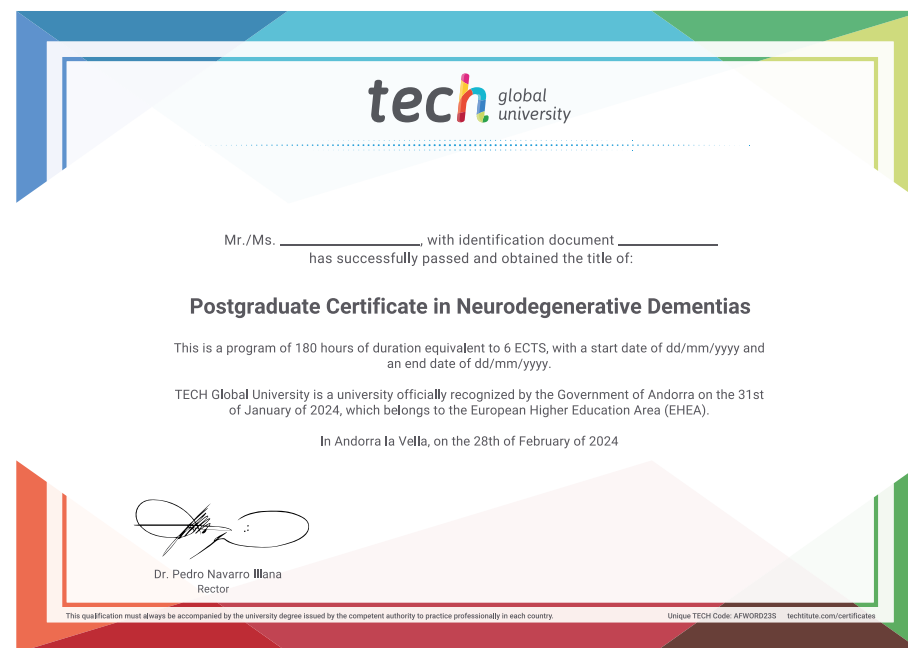 tech global university
Mr./Ms. ____________, with identification document ____________
has successfully passed and obtained the title of:
Postgraduate Certificate in Neurodegenerative Dementias
This is a program of 180 hours of duration equivalent to 6 ECTS, with a start date of dd/mm/yyyy and
an end date of dd/mm/yyyy.
TECH Global University is a university officially recognized by the Government of Andorra on the 31st
of January of 2024, which belongs to the European Higher Education Area (EHEA).
In Andorra la Vella, on the 28th of February of 2024
Dr. Pedro Navarro Illana
Rector
This qualification must always be accompanied by the university degree issued by the competent authority to practice professionally in each country.
Unique TECH Code: AFWORD23S techtitute.com/certificates